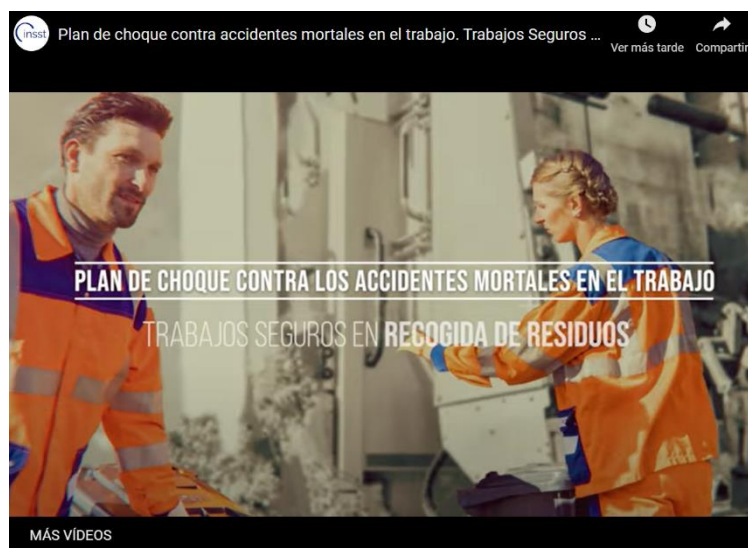 insst
Plan de choque contra accidentes mortales en el trabajo. Trabajos Seguros ...
Ver más tarde
Compartir
PLAN DE CHOQUE CONTRA LOS ACCIDENTES MORTALES EN EL TRABAJO
TRABAJOS SEGUROS EN RECOGIDA DE RESIDUOS
MÁS VÍDEOS